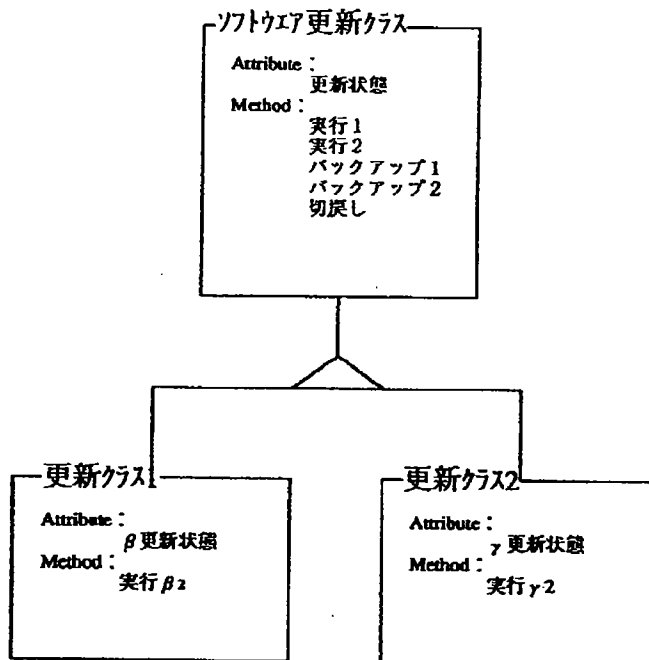 ソフトウエア更新クラス
Attribute：
更新状態
Method：
実行1
実行2
バックアップ1
バックアップ2
切戻し
更新クラス1
Attribute：
β更新状態
Method：
実行β2
更新クラス2
Attribute：
γ更新状態
Method：
実行γ2